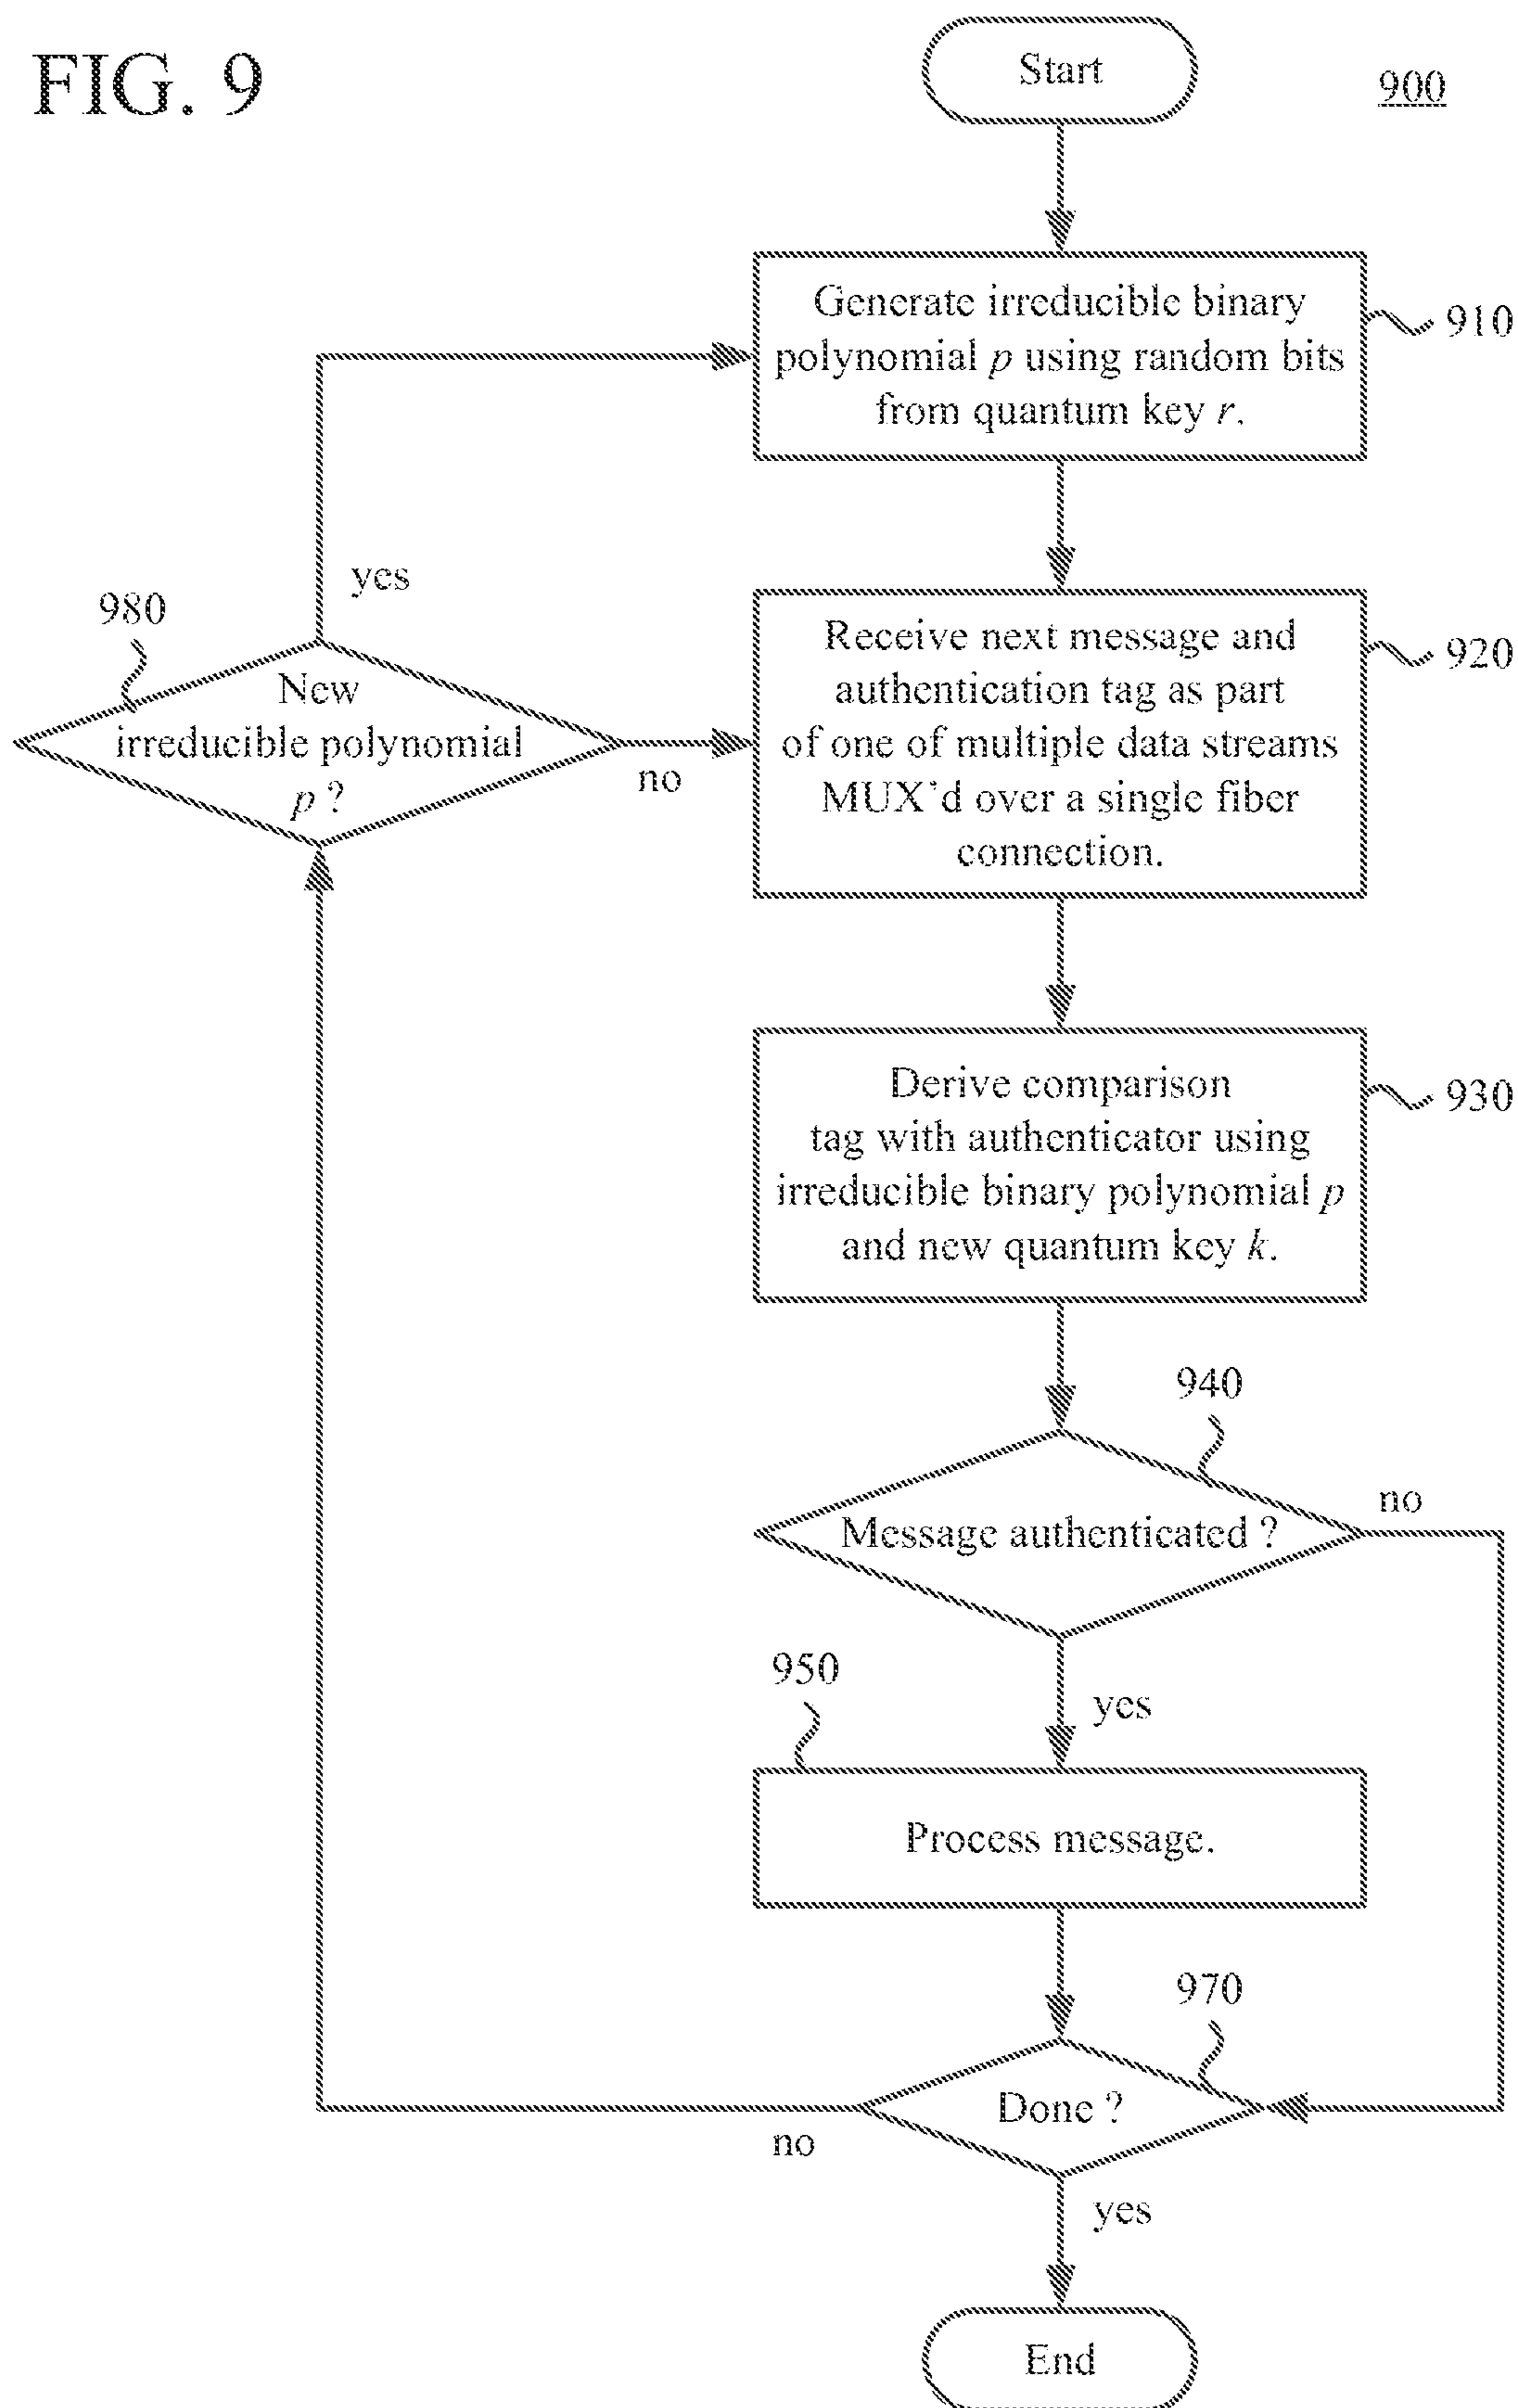 FIG. 9
Start
900
Generate irreducible binary
polynomial p using random bits
from quantum key r.
910
yes
980
New
irreducible polynomial
p ?
no
Receive next message and
authentication tag as part
of one of multiple data streams
MUX'd over a single fiber
connection.
920
Derive comparison
tag with authenticator using
irreducible binary polynomial p
and new quantum key k.
930
940
Message authenticated ?
no
yes
950
Process message.
970
Done ?
no
yes
End